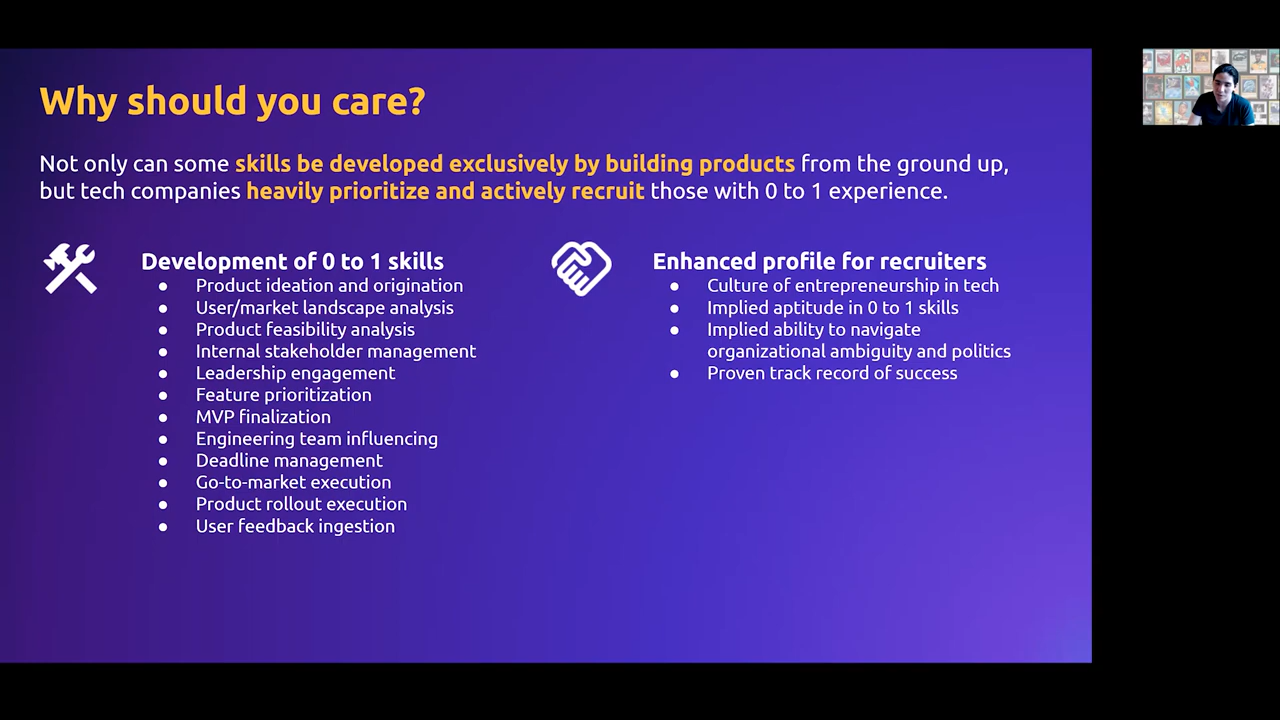 Why should you care?
Not only can some skills be developed exclusively by building products from the ground up,
but tech companies heavily prioritize and actively recruit those with 0 to 1 experience.
Development of 0 to 1 skills
● Product ideation and origination
● User/market landscape analysis
● Product feasibility analysis
● Internal stakeholder management
● Leadership engagement
● Feature prioritization
● MVP finalization
● Engineering team influencing
● Deadline management
● Go-to-market execution
● Product rollout execution
● User feedback ingestion
Enhanced profile for recruiters
● Culture of entrepreneurship in tech
● Implied aptitude in 0 to 1 skills
● Implied ability to navigate
organizational ambiguity and politics
● Proven track record of success